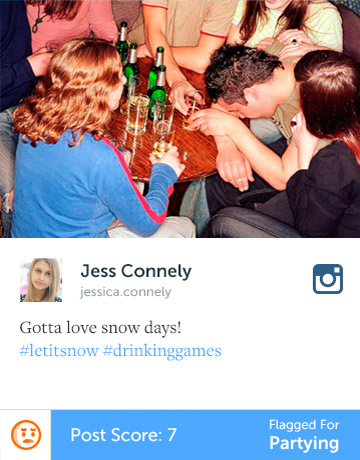 Jess Connely
jessica.connely
Gotta love snow days!
#letitsnow #drinkinggames
Post Score: 7
Flagged For
Partying